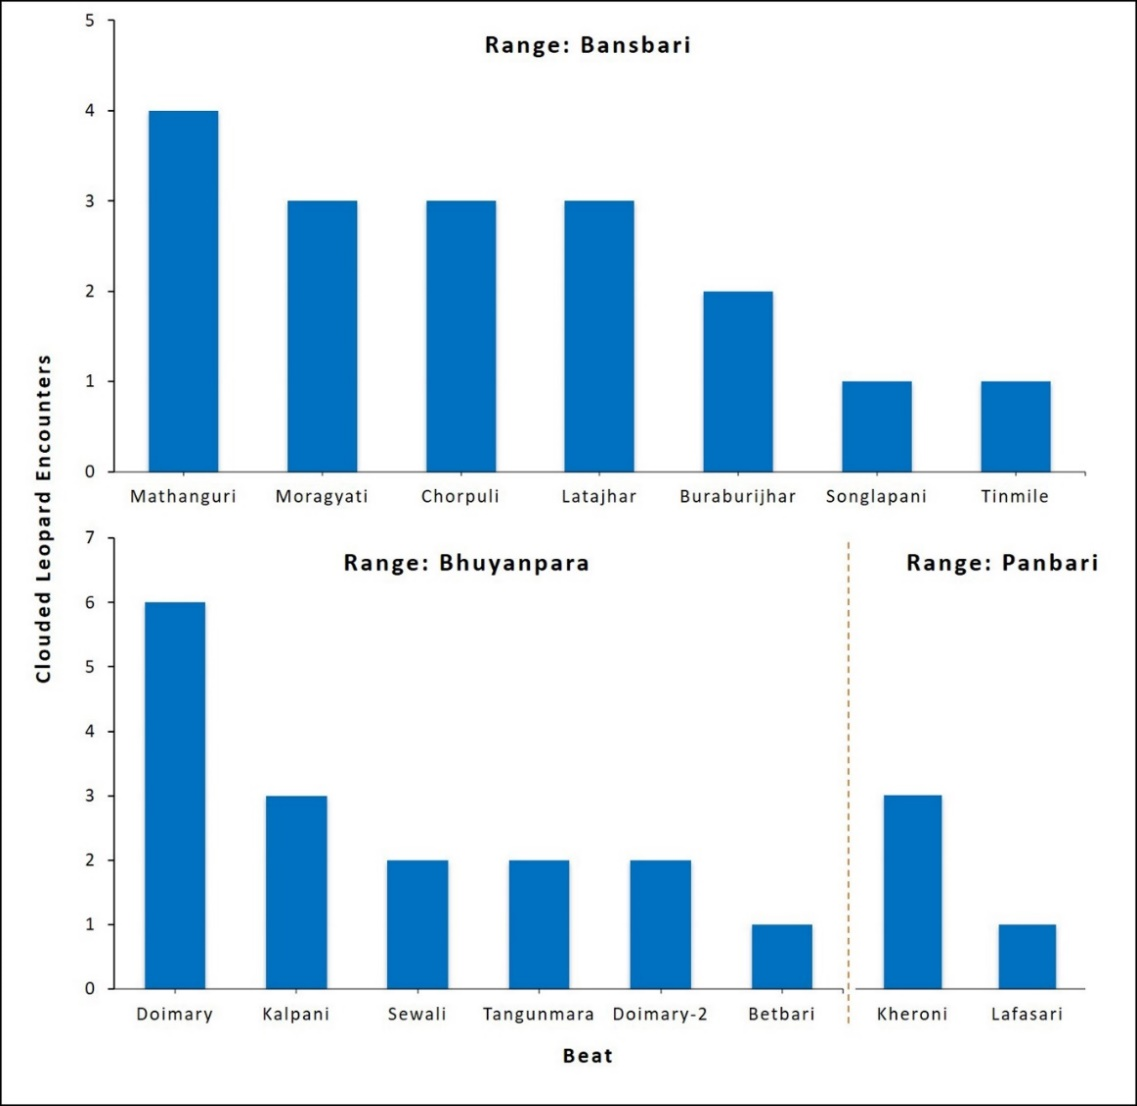 5
Range: Bansbari
4
3
2
1
0
Mathanguri Moragyati Chorpuli Latajhar Buraburijhar Songlapani Tinmile
Clouded Leopard Encounters
7
Range: Bhuyanpara Range: Panbari
6
5
4
3
2
1
0
Doimary Kalpani Sewali Tangunmara Doimary-2 Betbari Kheroni Lafasari
Beat